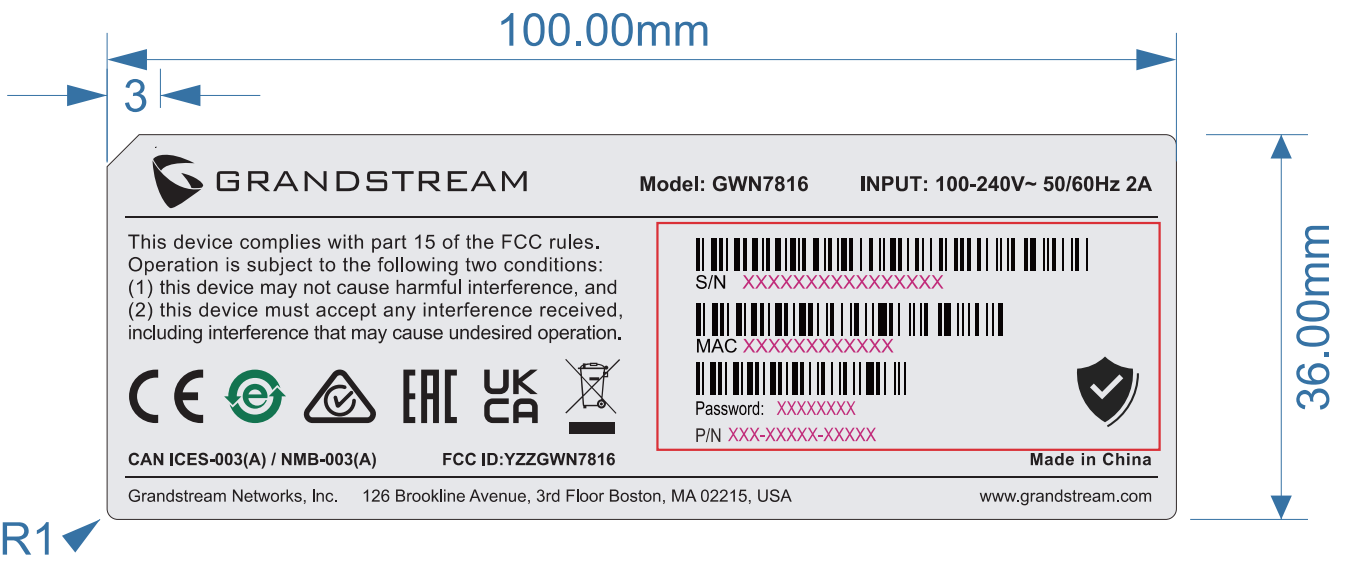 100.00mm
3
GRANDSTREAM
Model: GWN7816
INPUT: 100-240V~ 50/60Hz 2A
This device complies with part 15 of the FCC rules.
Operation is subject to the following two conditions:
(1) this device may not cause harmful interference, and
(2) this device must accept any interference received,
including interference that may cause undesired operation.
S/N XXXXXXXXXXXXXXXX
MAC XXXXXXXXXXXX
Password: XXXXXXXX
P/N XXX-XXXXX-XXXXX
CE e EAC UK CA
CAN ICES-003(A) / NMB-003(A)
FCC ID:YZZGWN7816
Made in China
Grandstream Networks, Inc. 126 Brookline Avenue, 3rd Floor Boston, MA 02215, USA
www.grandstream.com
36.00mm
R1